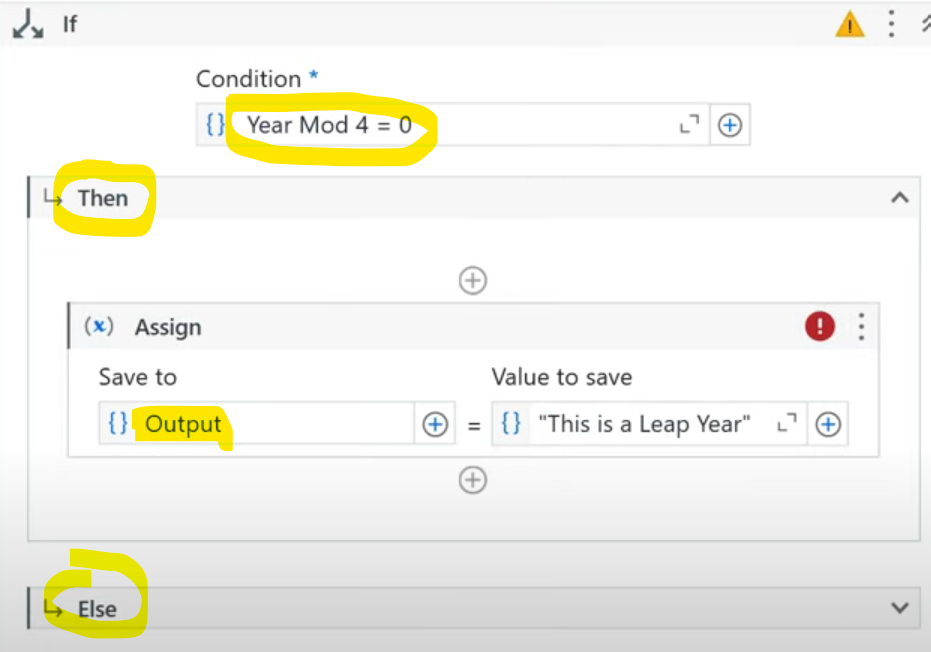 If
Condition *
{} Year Mod 4 = 0
Then
(x) Assign
Save to Value to save
{} Output = {} "This is a Leap Year"
Else